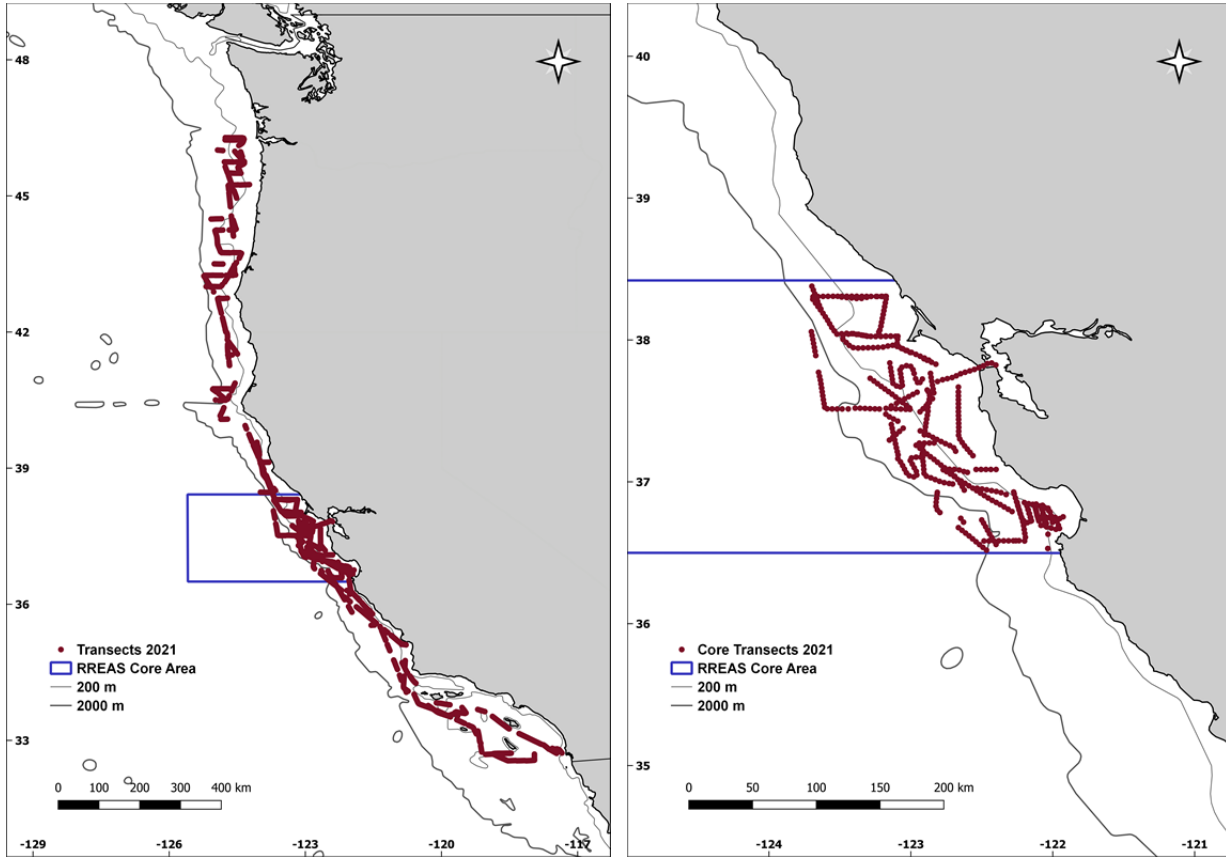 48
45
42
39
36
33
Transects 2021
RREAS Core Area
200 m
2000 m
0 100 200 300 400 km
-129 -126 -123 -120 -117
40
39
38
37
36
35
Core Transects 2021
RREAS Core Area
200 m
2000 m
0 50 100 150 200 km
-124 -123 -122 -121